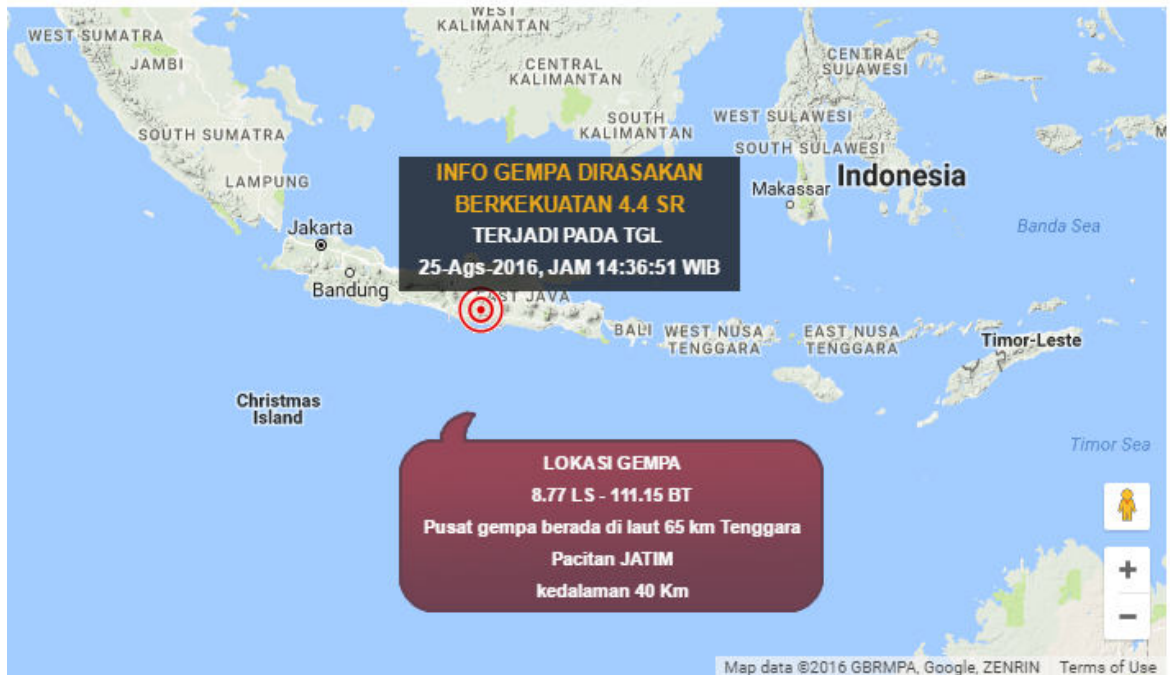 WEST
KALIMANTAN
WEST SUMATRA
JAMBI
CENTRAL
KALIMANTAN
CENTRAL
SULAWESI
SOUTH SUMATRA
SOUTH
KALIMANTAN
WEST SULAWESI
SOUTH SULAWESI
LAMPUNG
INFO GEMPA DIRASAKAN
BERKEKUATAN 4.4 SR
TERJADI PADA TGL
25-Ags-2016, JAM 14:36:51 WIB
Makassar
Indonesia
Jakarta
Banda Sea
Bandung
EAST JAVA
BALI
WEST NUSA
TENGGARA
EAST NUSA
TENGGARA
Timor-Leste
Christmas
Island
Timor Sea
LOKASI GEMPA
8.77 LS - 111.15 BT
Pusat gempa berada di laut 65 km Tenggara
Pacitan JATIM
kedalaman 40 Km
+
−
Map data ©2016 GBRMPA, Google, ZENRIN
Terms of Use